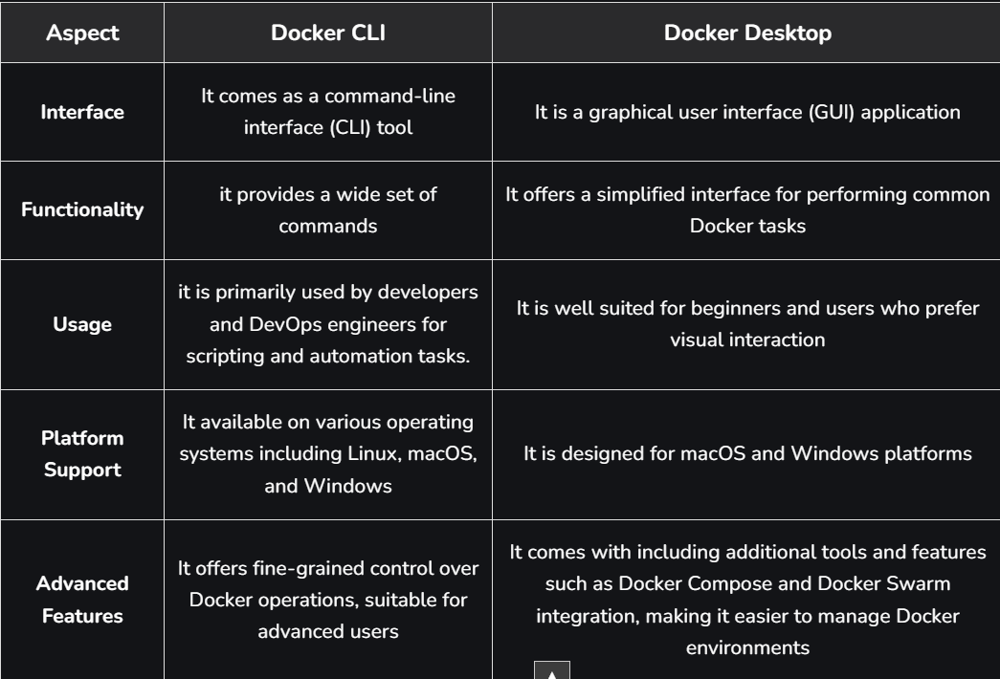 Aspect
Docker CLI
Docker Desktop
Interface
It comes as a command-line
interface (CLI) tool
It is a graphical user interface (GUI) application
Functionality
it provides a wide set of
commands
It offers a simplified interface for performing common
Docker tasks
Usage
it is primarily used by developers
and DevOps engineers for
scripting and automation tasks.
It is well suited for beginners and users who prefer
visual interaction
Platform
Support
It available on various operating
systems including Linux, macOS,
and Windows
It is designed for macOS and Windows platforms
Advanced
Features
It offers fine-grained control over
Docker operations, suitable for
advanced users
It comes with including additional tools and features
such as Docker Compose and Docker Swarm
integration, making it easier to manage Docker
environments